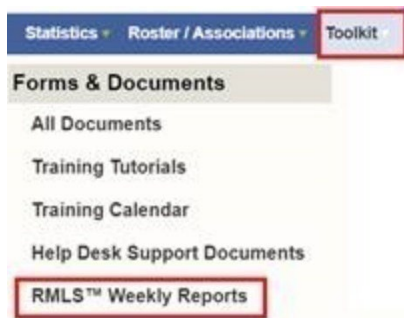 Statistics Roster / Associations Toolkit
Forms & Documents
All Documents
Training Tutorials
Training Calendar
Help Desk Support Documents
RMLS™ Weekly Reports